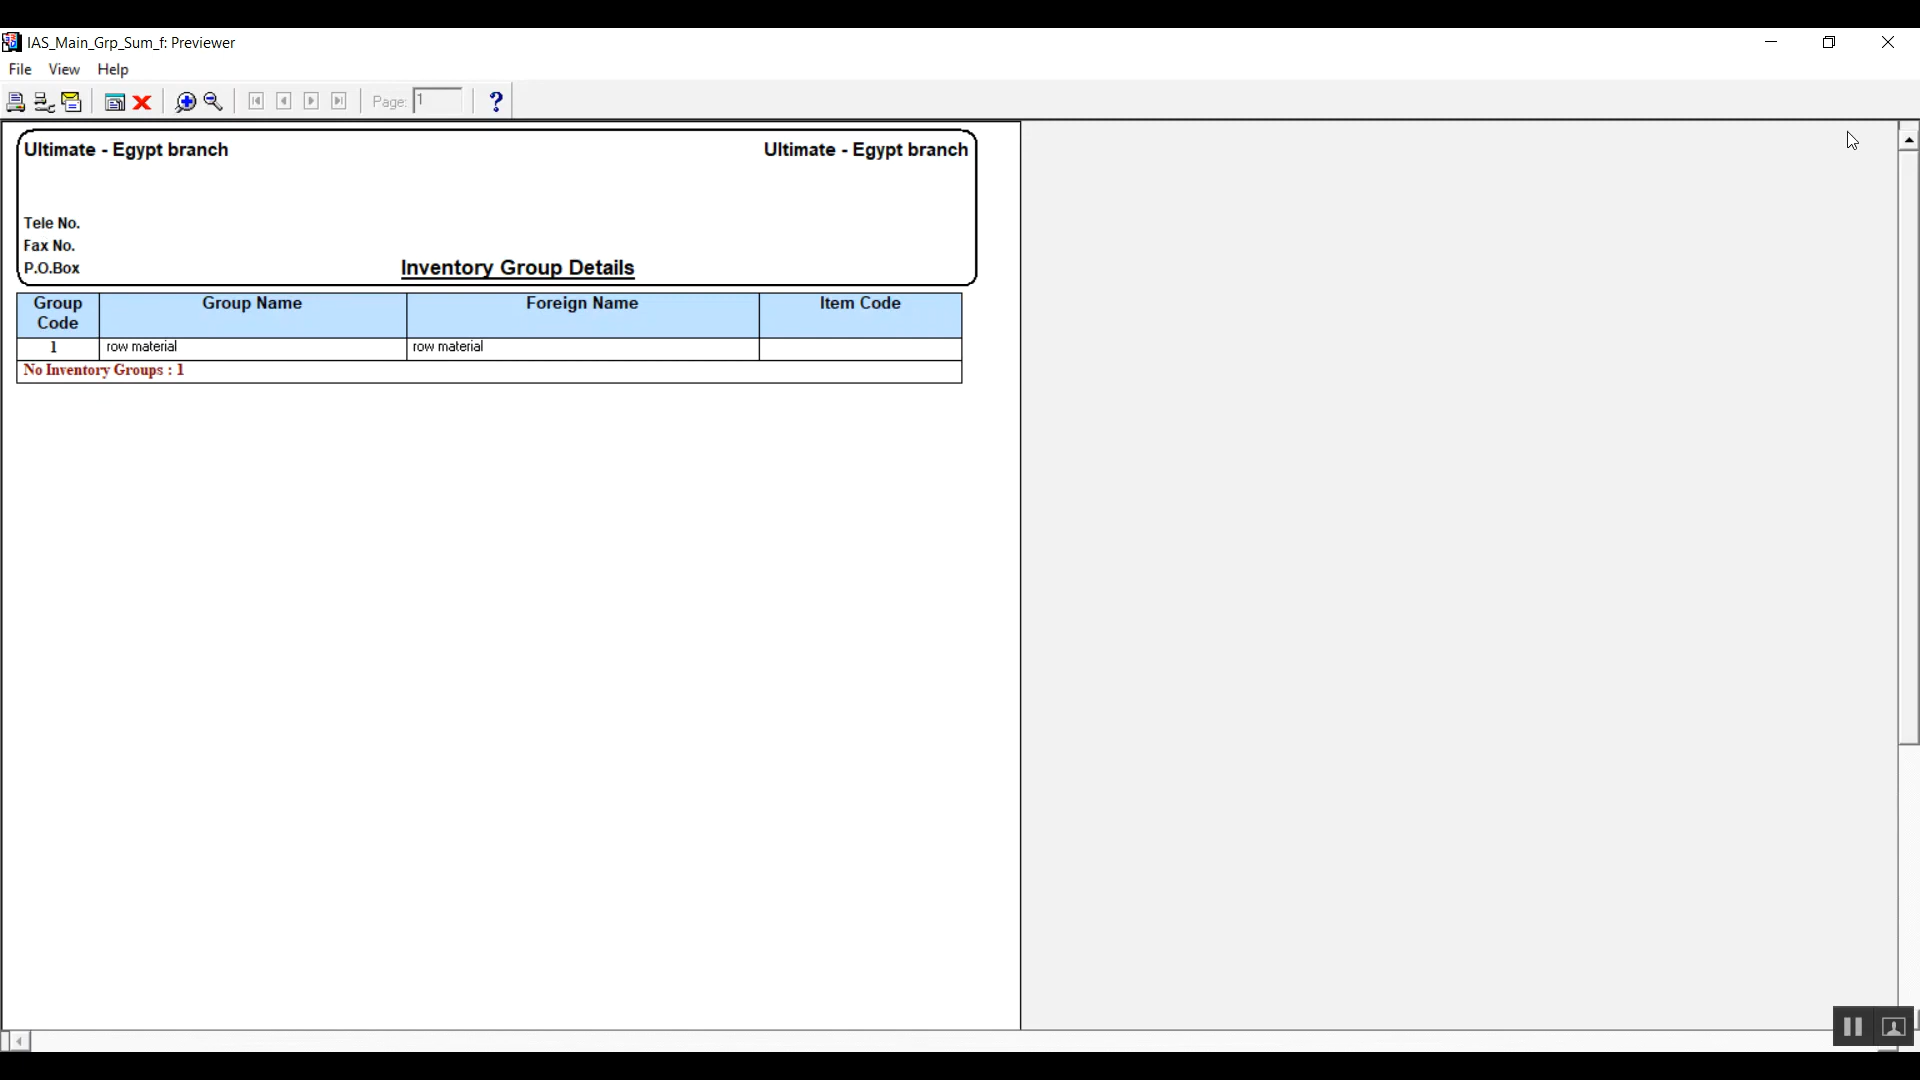 IAS_Main_Grp_Sum_f: Previewer
File View Help
Page: 1 ?
Ultimate - Egypt branch Ultimate - Egypt branch
Tele No.
Fax No.
P.O.Box Inventory Group Details
Group Code Group Name Foreign Name Item Code
1 row material row material
No Inventory Groups : 1